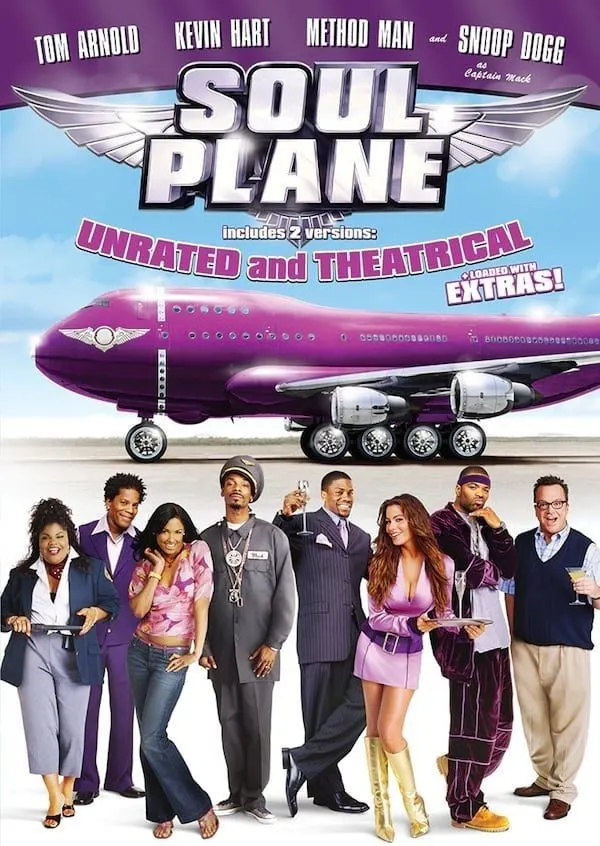 TOM ARNOLD KEVIN HART METHOD MAN and SNOOP DOGG
as
Captain Mack
SOUL
PLANE
includes 2 versions:
UNRATED and THEATRICAL
+ LOADED WITH
EXTRAS!
Mack